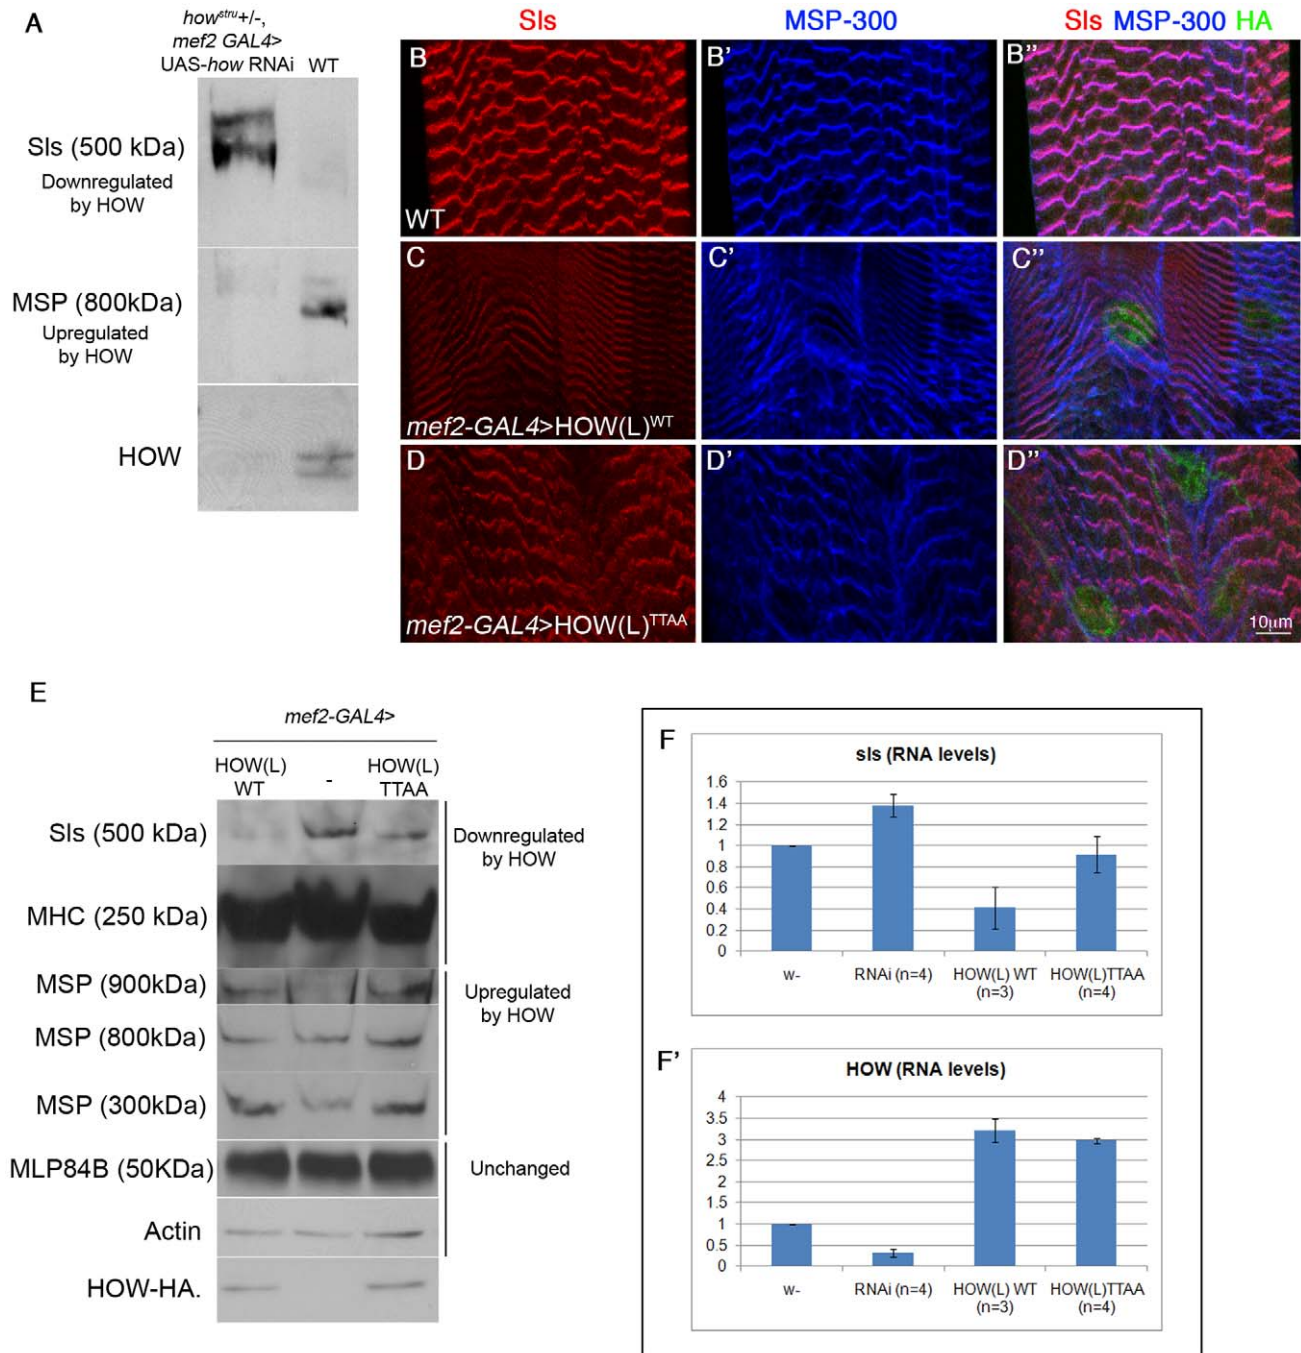 A
how^stru+/-,
mef2 GAL4>
UAS-how RNAi WT
Sls (500 kDa)
Downregulated
by HOW
MSP (800kDa)
Upregulated
by HOW
HOW
Sls MSP-300 Sls MSP-300 HA
B B' B''
WT
C C' C''
mef2-GAL4>HOW(L)^WT
D D' D''
mef2-GAL4>HOW(L)^TTAA
10µm
E
mef2-GAL4>
HOW(L) WT - HOW(L) TTAA
Sls (500 kDa)
MHC (250 kDa)
Downregulated
by HOW
MSP (900kDa)
MSP (800kDa)
MSP (300kDa)
Upregulated
by HOW
MLP84B (50KDa)
Actin
Unchanged
HOW-HA.
F
sls (RNA levels)
1.6
1.4
1.2
1
0.8
0.6
0.4
0.2
0
w- RNAi (n=4) HOW(L) WT (n=3) HOW(L)TTAA (n=4)
F'
HOW (RNA levels)
4
3.5
3
2.5
2
1.5
1
0.5
0
w- RNAi (n=4) HOW(L) WT (n=3) HOW(L)TTAA (n=4)